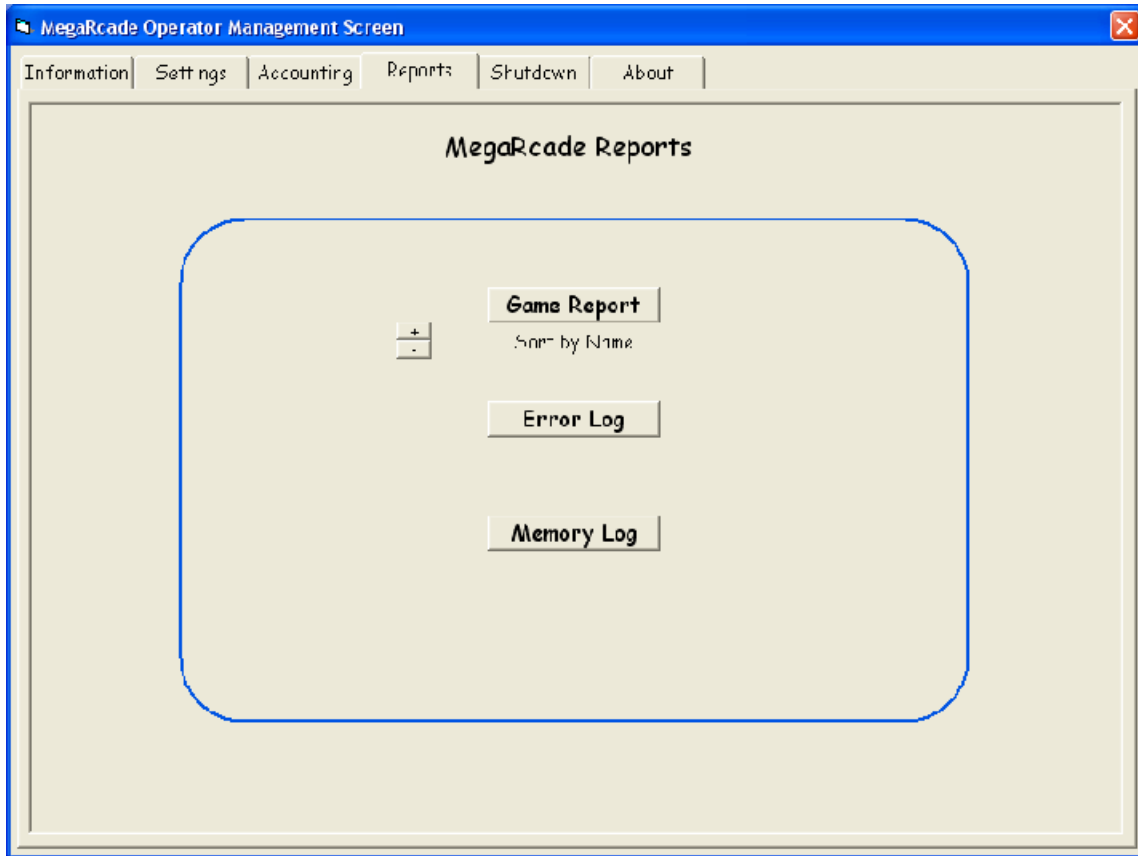 MegaRcade Operator Management Screen
Information Settings Accounting Reports Shutdown About
MegaRcade Reports
Game Report
+
Sort by Name
-
Error Log
Memory Log